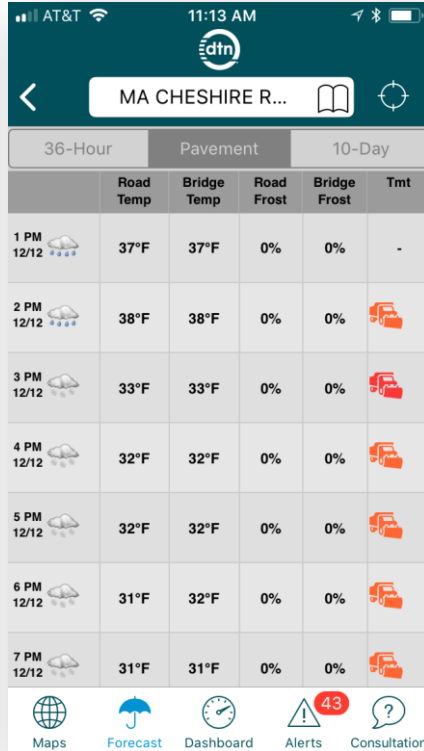 AT&T 11:13 AM
dtn
MA CHESHIRE R...
36-Hour Pavement 10-Day
Road Temp Bridge Temp Road Frost Bridge Frost Tmt
1 PM 12/12 37°F 37°F 0% 0% -
2 PM 12/12 38°F 38°F 0% 0%
3 PM 12/12 33°F 33°F 0% 0%
4 PM 12/12 32°F 32°F 0% 0%
5 PM 12/12 32°F 32°F 0% 0%
6 PM 12/12 31°F 32°F 0% 0%
7 PM 12/12 31°F 31°F 0% 0%
43
Maps Forecast Dashboard Alerts Consultation